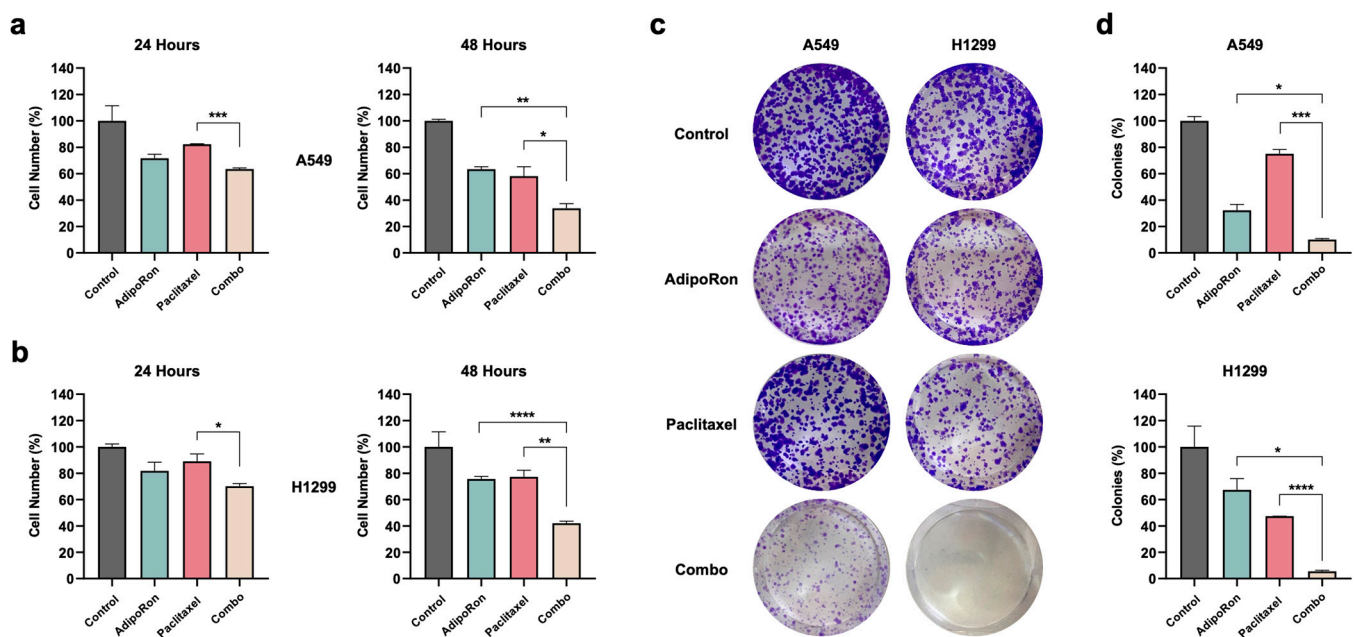 a
24 Hours
Cell Number (%)
140
120
100
80
60
40
20
0
***
Control
AdipoRon
Paclitaxel
Combo
A549
48 Hours
Cell Number (%)
140
120
100
80
60
40
20
0
**
*
Control
AdipoRon
Paclitaxel
Combo
b
24 Hours
Cell Number (%)
140
120
100
80
60
40
20
0
*
Control
AdipoRon
Paclitaxel
Combo
H1299
48 Hours
Cell Number (%)
140
120
100
80
60
40
20
0
****
**
Control
AdipoRon
Paclitaxel
Combo
c
A549 H1299
Control
AdipoRon
Paclitaxel
Combo
d
A549
Colonies (%)
140
120
100
80
60
40
20
0
*
***
Control
AdipoRon
Paclitaxel
Combo
H1299
Colonies (%)
140
120
100
80
60
40
20
0
*
****
Control
AdipoRon
Paclitaxel
Combo